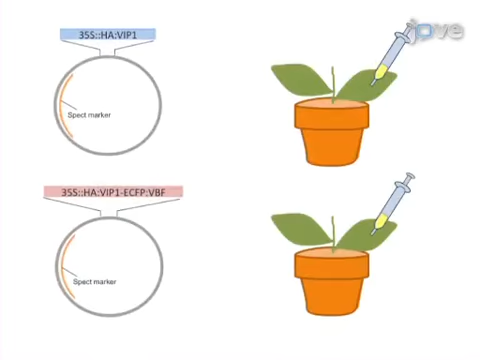 jove
35S::HA:VIP1
Spect marker
35S::HA:VIP1-ECFP:VBF
Spect marker